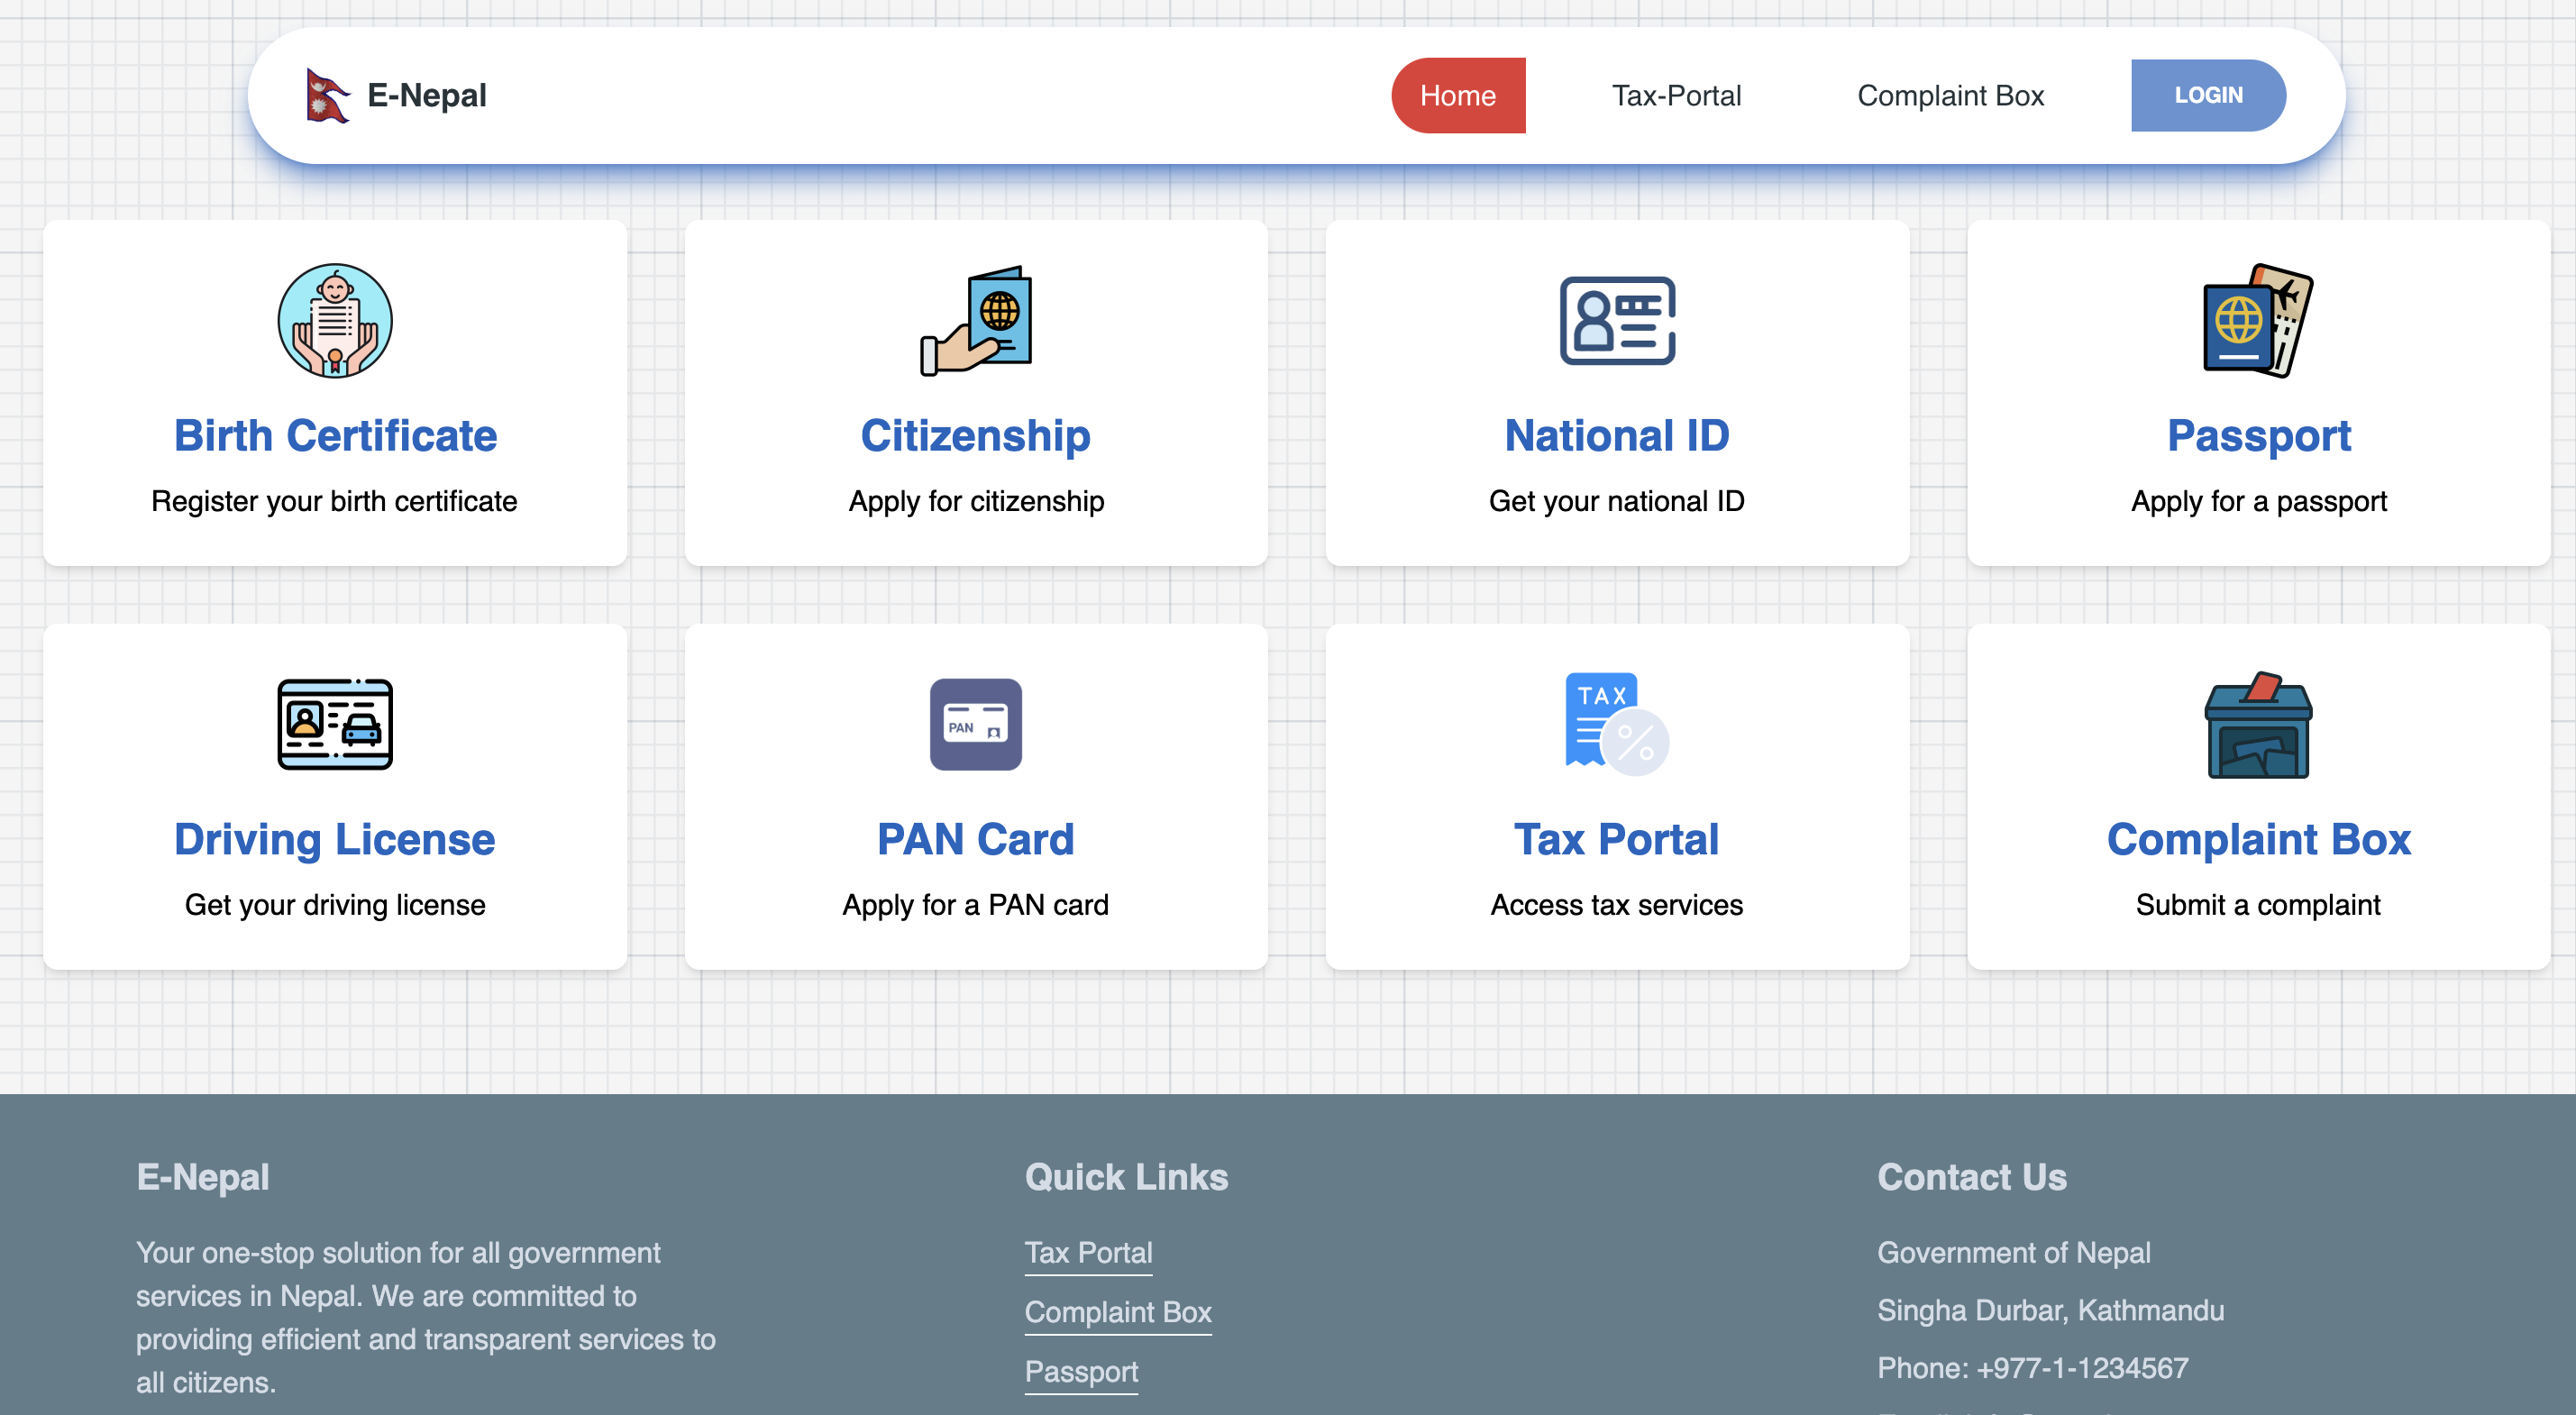 E-Nepal
Home
Tax-Portal
Complaint Box
LOGIN
Birth Certificate
Register your birth certificate
Citizenship
Apply for citizenship
National ID
Get your national ID
Passport
Apply for a passport
Driving License
Get your driving license
PAN
PAN Card
Apply for a PAN card
TAX
%
Tax Portal
Access tax services
Complaint Box
Submit a complaint
E-Nepal
Your one-stop solution for all government
services in Nepal. We are committed to
providing efficient and transparent services to
all citizens.
Quick Links
Tax Portal
Complaint Box
Passport
Contact Us
Government of Nepal
Singha Durbar, Kathmandu
Phone: +977-1-1234567